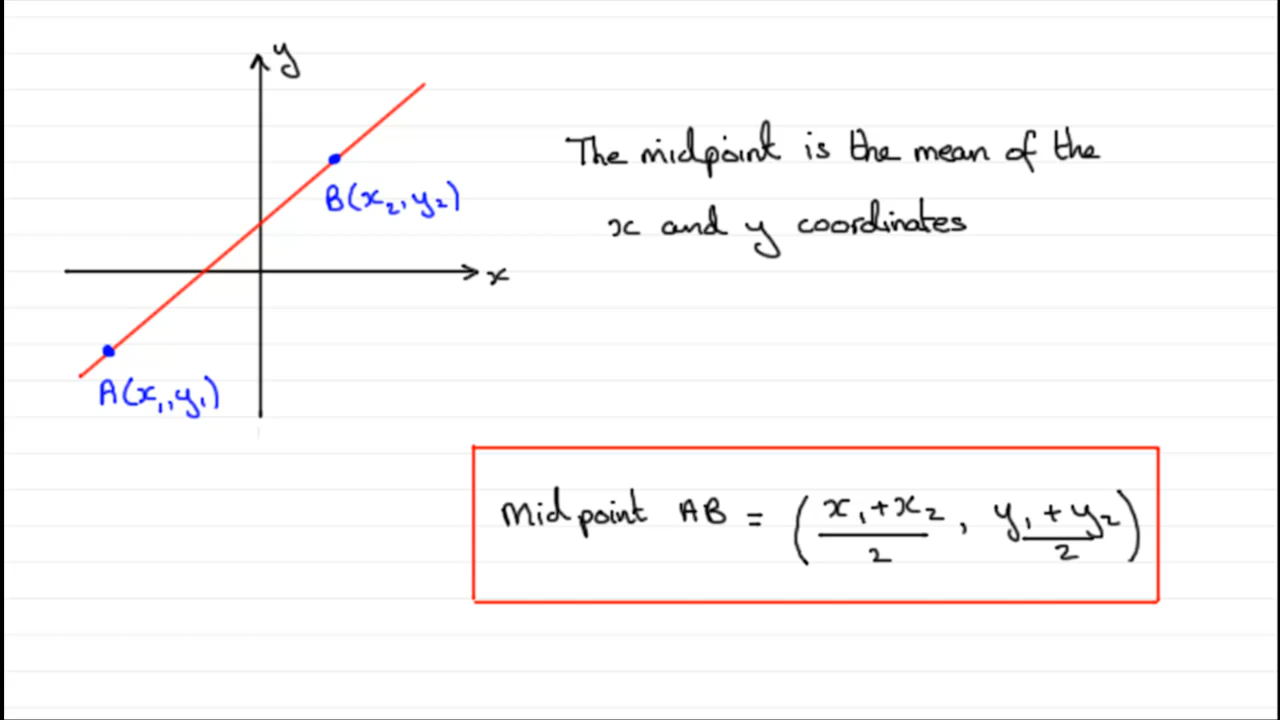 y
The midpoint is the mean of the
B(x₂, y₂)
x and y coordinates
x
A(x₁, y₁)
Midpoint AB = ( x₁+x₂ / 2 , y₁+y₂ / 2 )